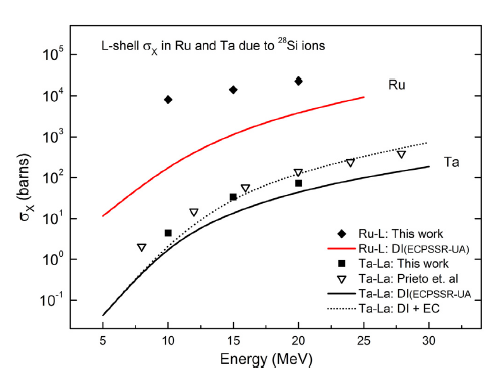 L-shell σX in Ru and Ta due to 28Si ions
10^5
10^4
10^3
10^2
10^1
10^0
10^-1
σX (barns)
Ru
Ta
Ru-L: This work
Ru-L: DI(ECPSSR-UA)
Ta-La: This work
Ta-La: Prieto et. al
Ta-La: DI(ECPSSR-UA
Ta-La: DI + EC
5 10 15 20 25 30
Energy (MeV)